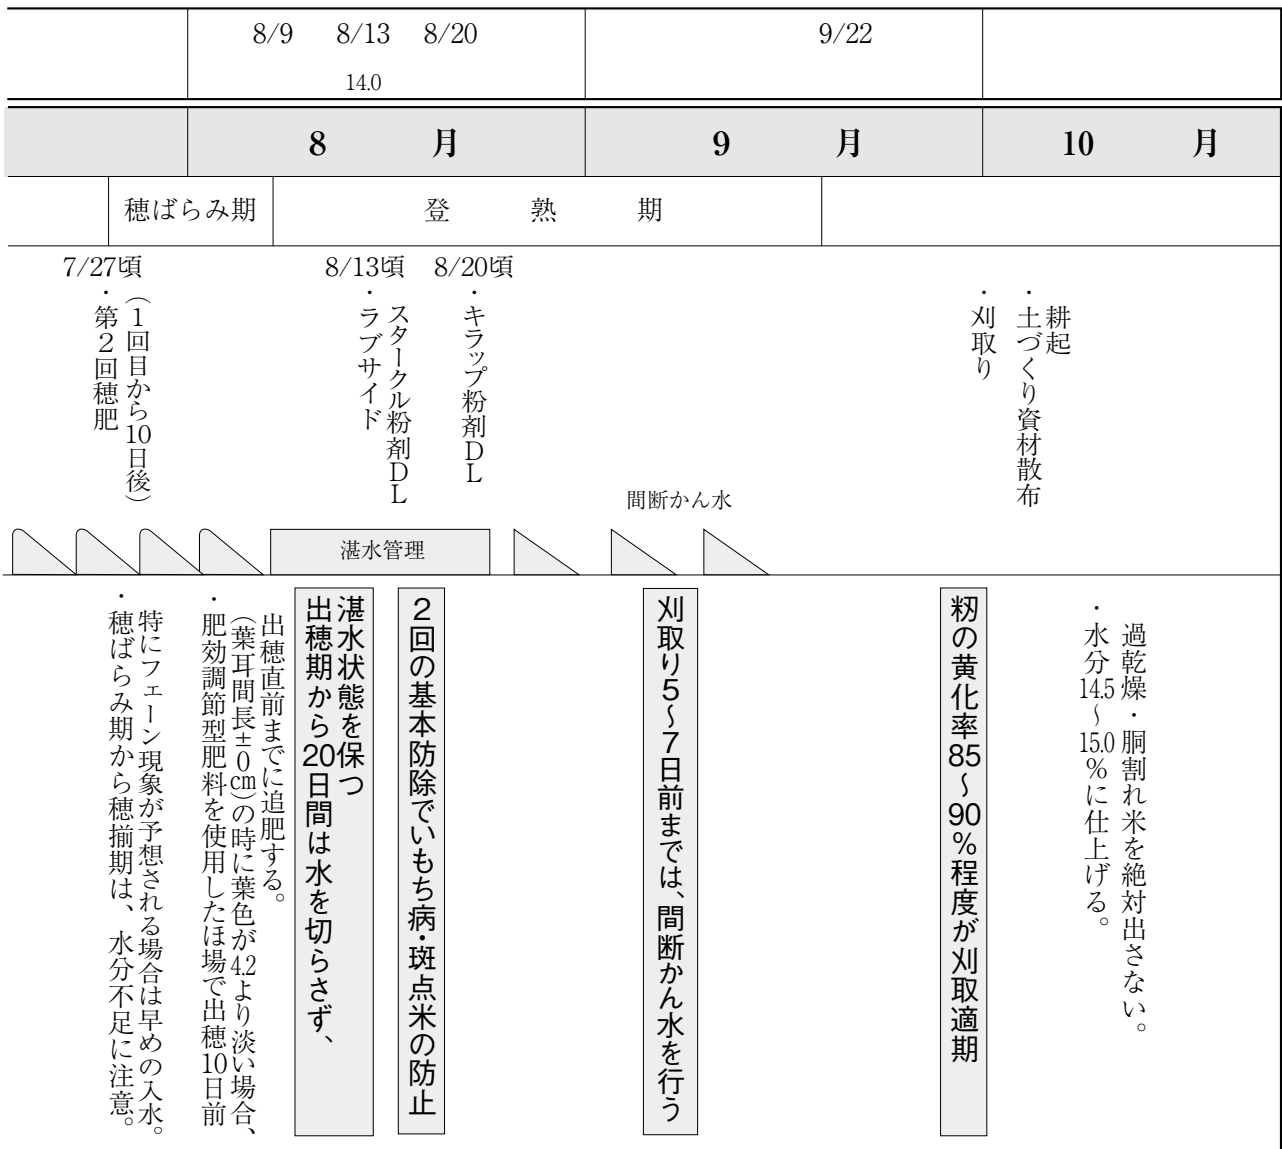 8/9 8/13 8/20 9/22
14.0
8月 9月 10月
穂ばらみ期 登熟期
7/27頃
・第2回穂肥
(1回目から10日後)
8/13頃
・ラブサイド
スタークル粉剤DL
8/20頃
・キラップ粉剤DL
・刈取り
・土づくり資材散布
耕起
間断かん水
湛水管理
・穂ばらみ期から穂揃期は、水分不足に注意。
特にフェーン現象が予想される場合は早めの入水。
・肥効調節型肥料を使用したほ場で出穂10日前
(葉耳間長±0cm)の時に葉色が4.2より淡い場合、
出穂直前までに追肥する。
出穂期から20日間は水を切らさず、
湛水状態を保つ
2回の基本防除でいもち病・斑点米の防止
刈取り5〜7日前までは、間断かん水を行う
籾の黄化率85〜90%程度が刈取適期
・水分14.5〜15.0%に仕上げる。
過乾燥・胴割れ米を絶対出さない。